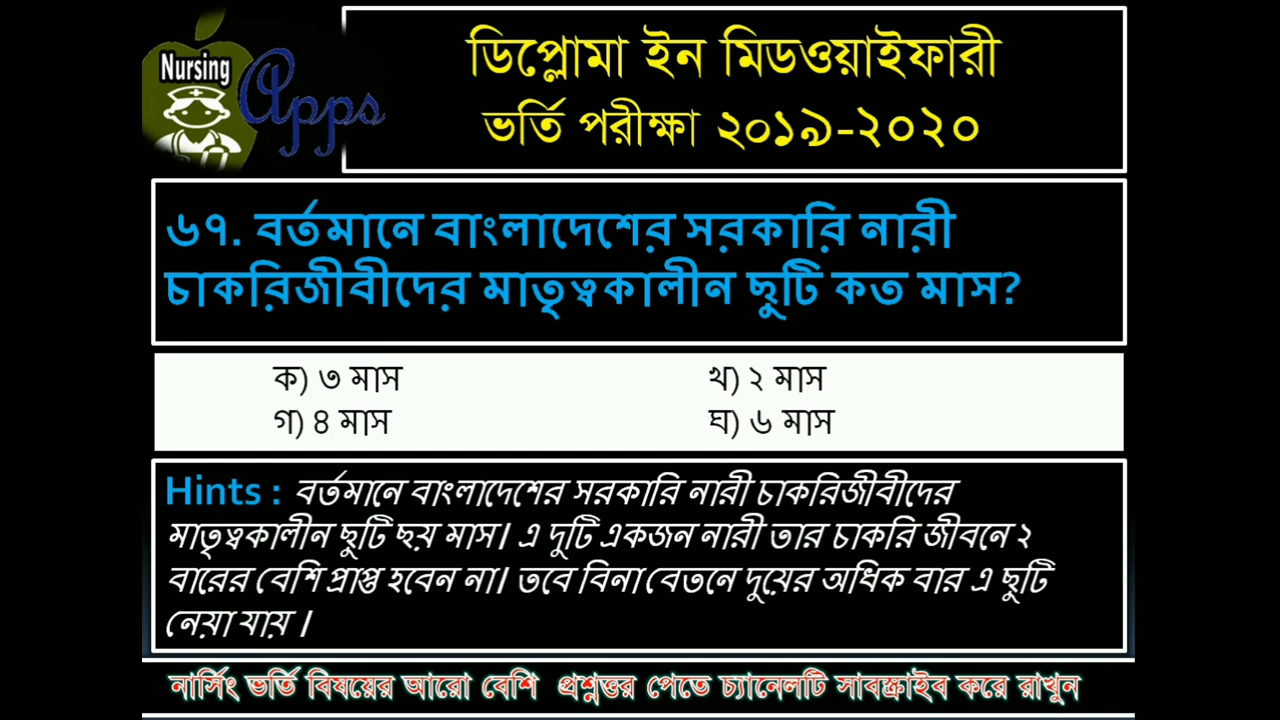 Nursing
Apps
ডিপ্লোমা ইন মিডওয়াইফারী
ভর্তি পরীক্ষা ২০১৯-২০২০
৬৭. বর্তমানে বাংলাদেশের সরকারি নারী
চাকরিজীবীদের মাতৃত্বকালীন ছুটি কত মাস?
ক) ৩ মাস খ) ২ মাস
গ) ৪ মাস ঘ) ৬ মাস
Hints : বর্তমানে বাংলাদেশের সরকারি নারী চাকরিজীবীদের
মাতৃত্বকালীন ছুটি ছয় মাস। এ দুটি একজন নারী তার চাকরি জীবনে ২
বারের বেশি প্রাপ্ত হবেন না। তবে বিনা বেতনে দুয়ের অধিক বার এ ছুটি
নেয়া যায় ।
নার্সিং ভর্তি বিষয়ের আরো বেশি প্রশ্নত্তর পেতে চ্যানেলটি সাবস্ক্রাইব করে রাখুন